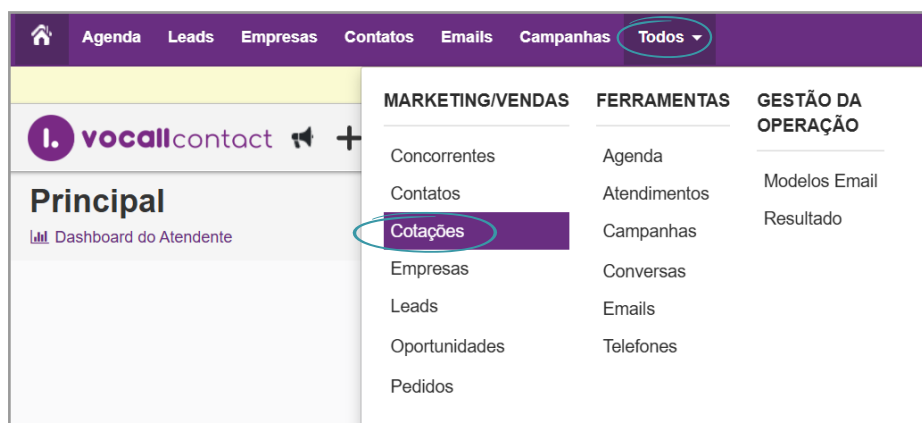 Agenda Leads Empresas Contatos Emails Campanhas Todos
vocallcontact
Principal
Dashboard do Atendente
MARKETING/VENDAS
Concorrentes
Contatos
Cotações
Empresas
Leads
Oportunidades
Pedidos
FERRAMENTAS
Agenda
Atendimentos
Campanhas
Conversas
Emails
Telefones
GESTÃO DA
OPERAÇÃO
Modelos Email
Resultado